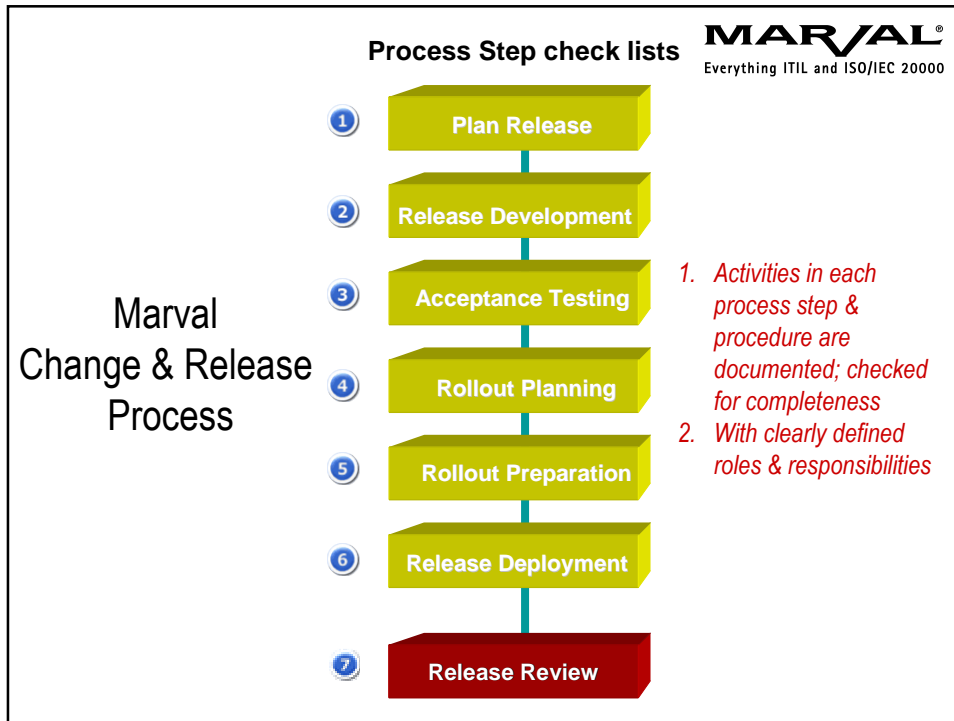 Process Step check lists
MARVAL®
Everything ITIL and ISO/IEC 20000
Marval
Change & Release
Process
1 Plan Release
2 Release Development
3 Acceptance Testing
4 Rollout Planning
5 Rollout Preparation
6 Release Deployment
7 Release Review
1. Activities in each
process step &
procedure are
documented; checked
for completeness
2. With clearly defined
roles & responsibilities